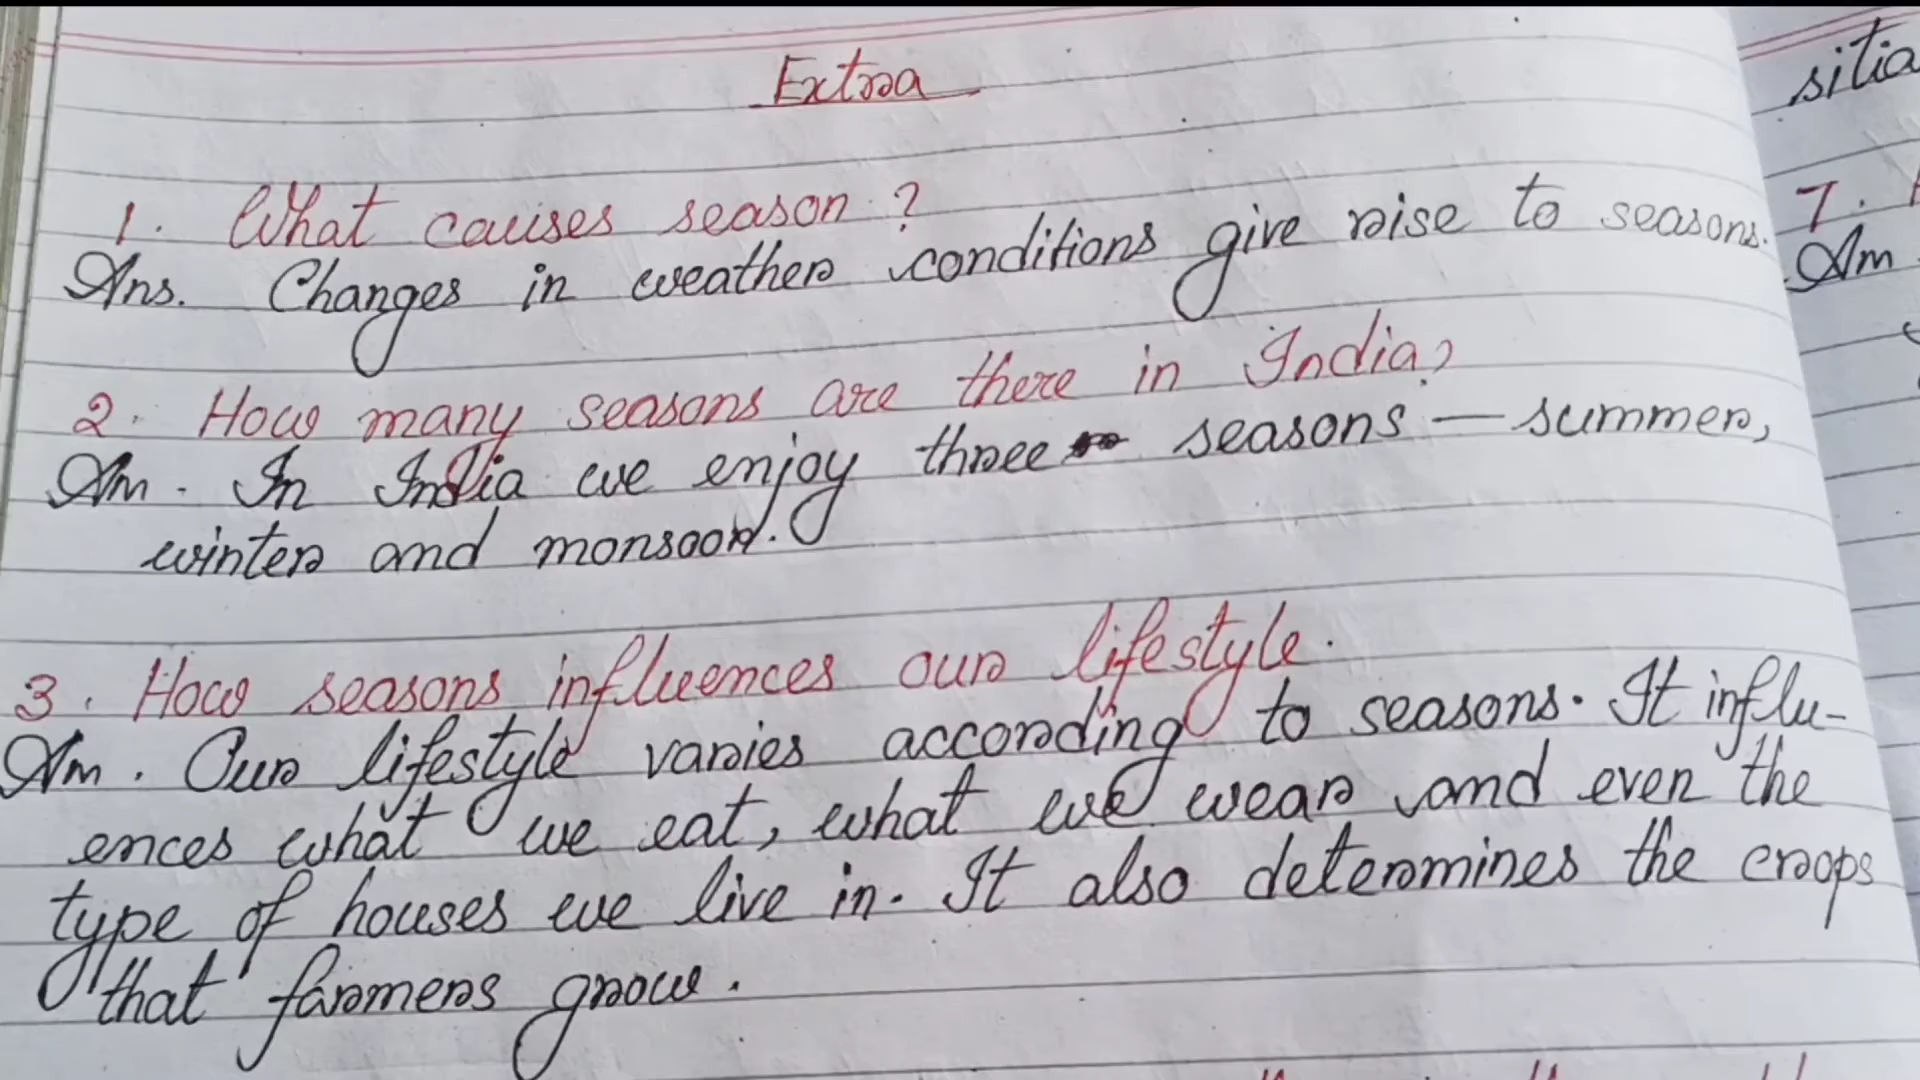 Extra
1. What causes season ?
Ans. Changes in weather conditions give rise to seasons.
2. How many seasons are there in India?
Am. In India we enjoy three seasons — summer,
winter and monsoon.
3. How seasons influences our lifestyle.
Am. Our lifestyle varies according to seasons. It influ-
ences what we eat, what we wear and even the
type of houses we live in. It also determines the crops
that farmers grow.
sitia
7.
Am